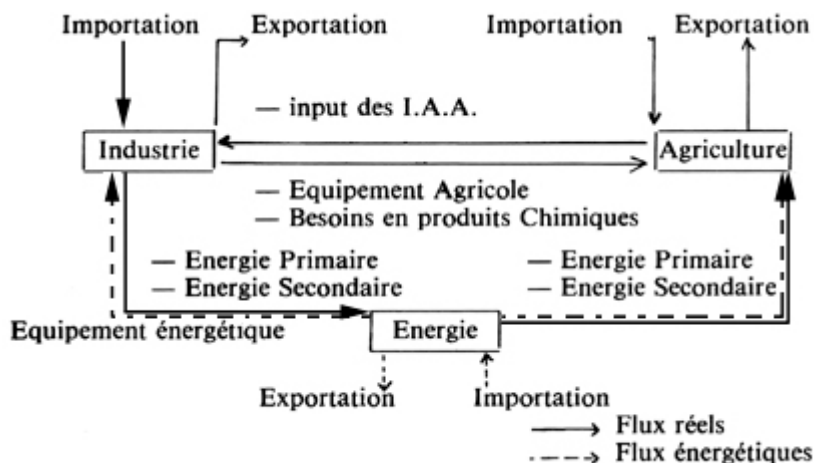 Importation Exportation Importation Exportation
— input des I.A.A.
Industrie Agriculture
— Equipement Agricole
— Besoins en produits Chimiques
— Energie Primaire — Energie Primaire
— Energie Secondaire — Energie Secondaire
Equipement énergétique Energie
Exportation Importation
Flux réels
Flux énergétiques